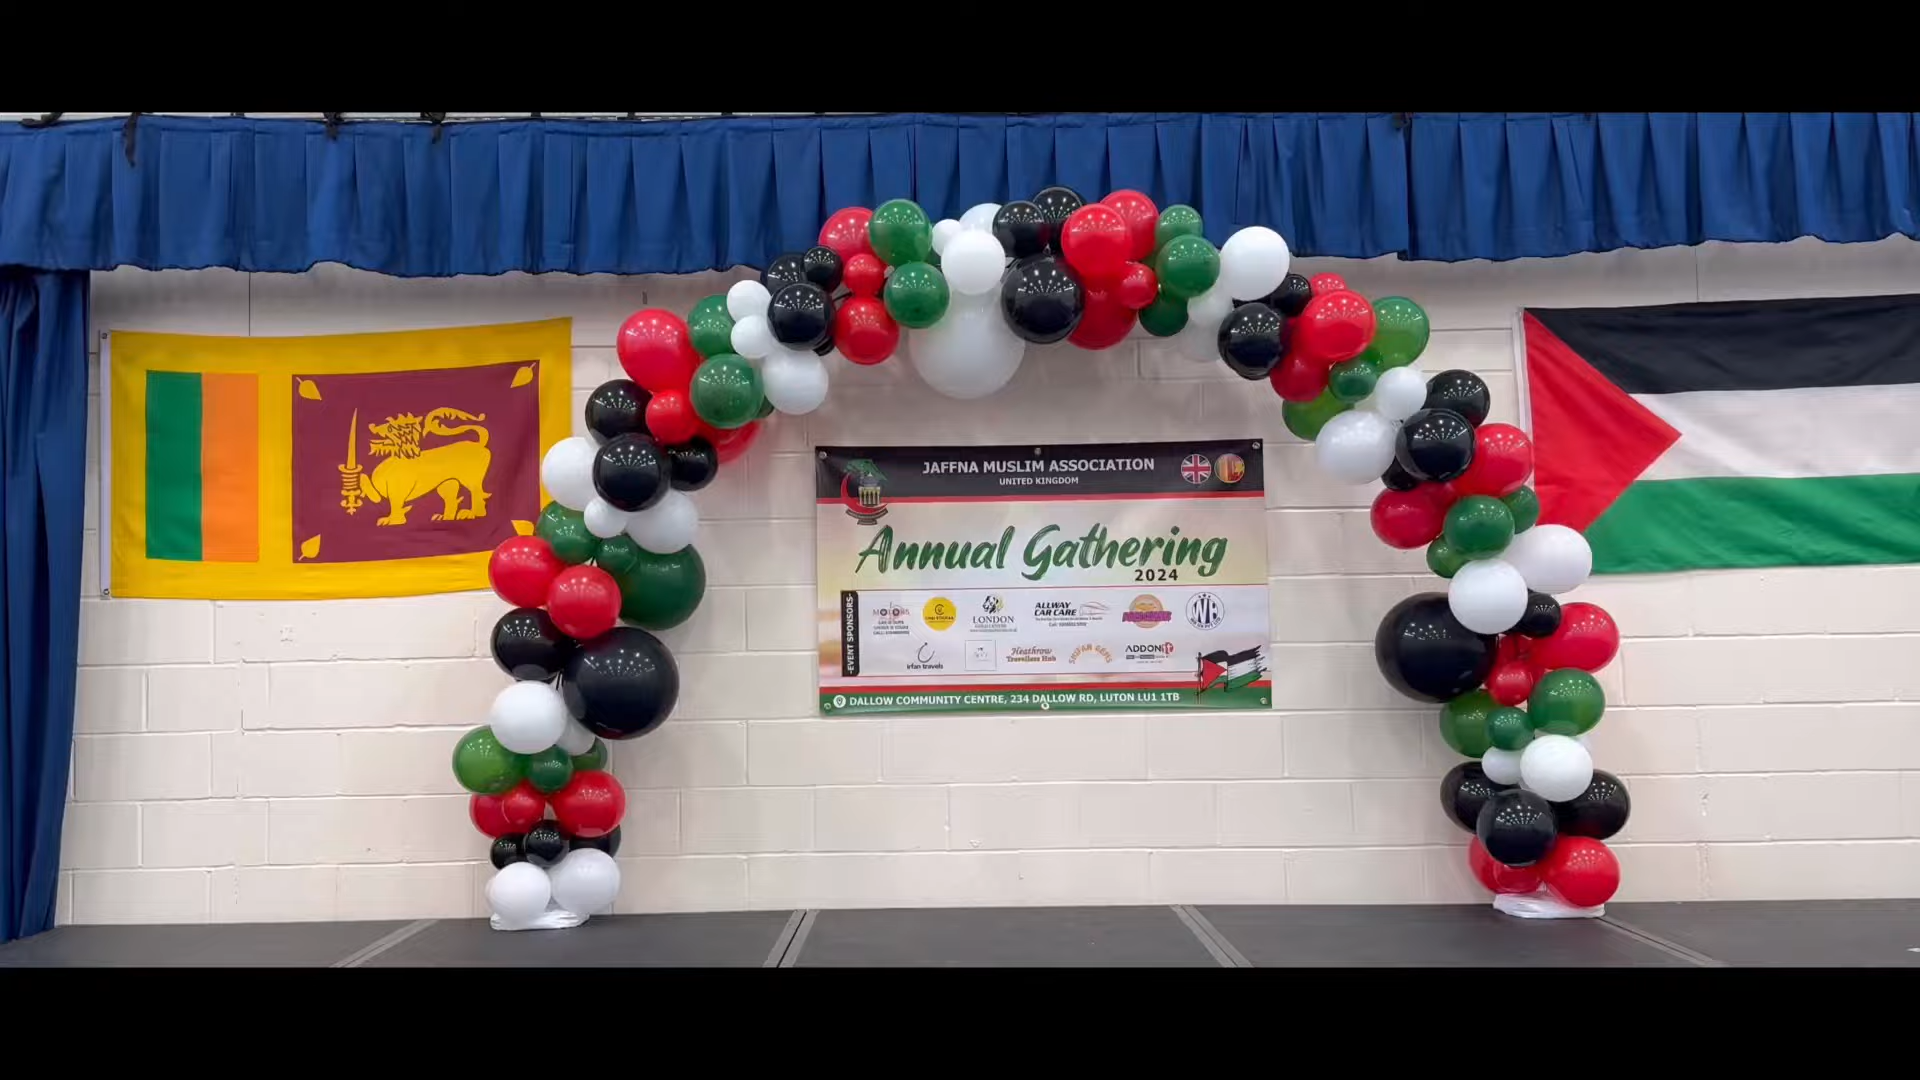 JAFFNA MUSLIM ASSOCIATION
UNITED KINGDOM
Annual Gathering
2024
EVENT SPONSORS
LONDON
ALLWAY
CAR CARE
irfan travels
Heathrow
Travellers Hub
ADDON it
DALLOW COMMUNITY CENTRE, 234 DALLOW RD, LUTON LU1 1TB